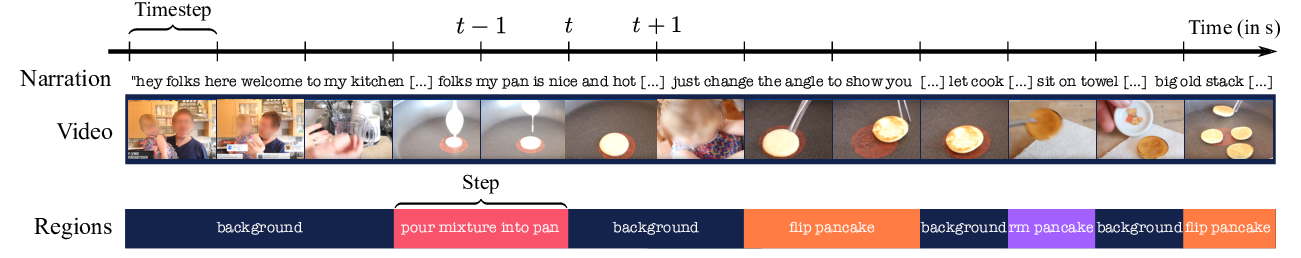 Timestep
t − 1 t t + 1
Time (in s)
Narration "hey folks here welcome to my kitchen [...] folks my pan is nice and hot [...] just change the angle to show you [...] let cook [...] sit on towel [...] big old stack [...]
Video
Step
Regions background pour mixture into pan background flip pancake background rm pancake background flip pancake